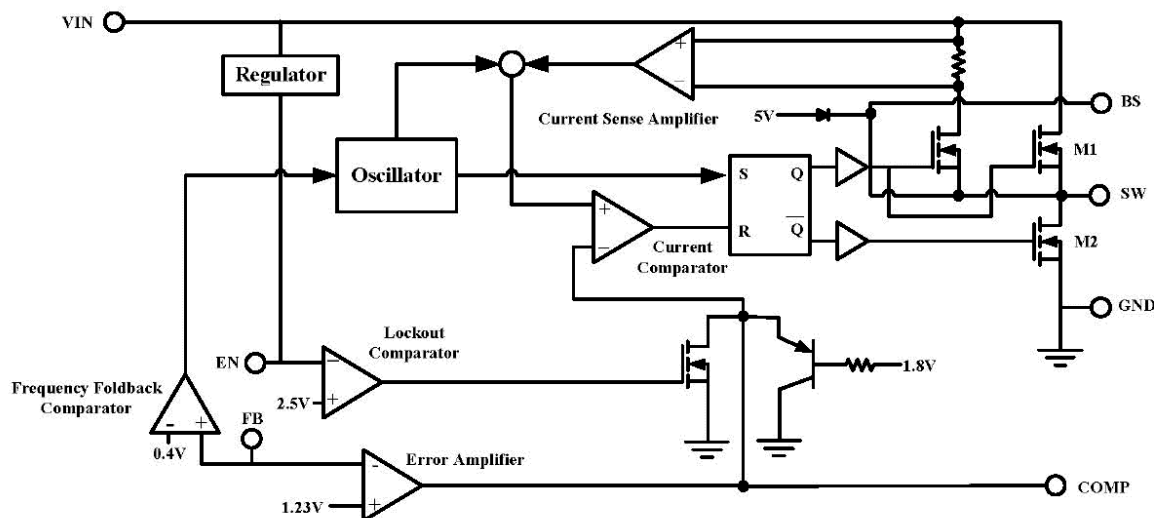 VIN
Regulator
+
−
Current Sense Amplifier
5V
BS
M1
Oscillator
S
Q
R
Q
SW
+
−
Current
Comparator
M2
GND
Lockout
Comparator
EN
−
+
2.5V
1.8V
Frequency Foldback
Comparator
-
+
0.4V
FB
Error Amplifier
-
+
1.23V
COMP